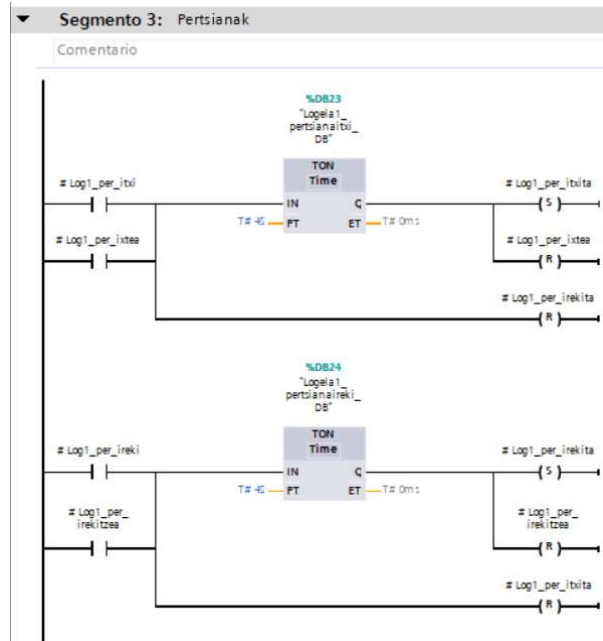 Segmento 3: Pertsianak
Comentario
%DB23
"Logela1_
pertsianaitxi_
DB"
TON
Time
# Log1_per_itxi
# Log1_per_itxita
IN
Q
( S )
T# 4S
PT
ET
T# 0ms
# Log1_per_ixtea
# Log1_per_ixtea
( R )
# Log1_per_irekita
( R )
%DB24
"Logela1_
pertsianaireki_
DB"
TON
Time
# Log1_per_ireki
# Log1_per_irekita
IN
Q
( S )
T# 4S
PT
ET
T# 0ms
# Log1_per_
irekitzea
# Log1_per_
irekitzea
( R )
# Log1_per_itxita
( R )